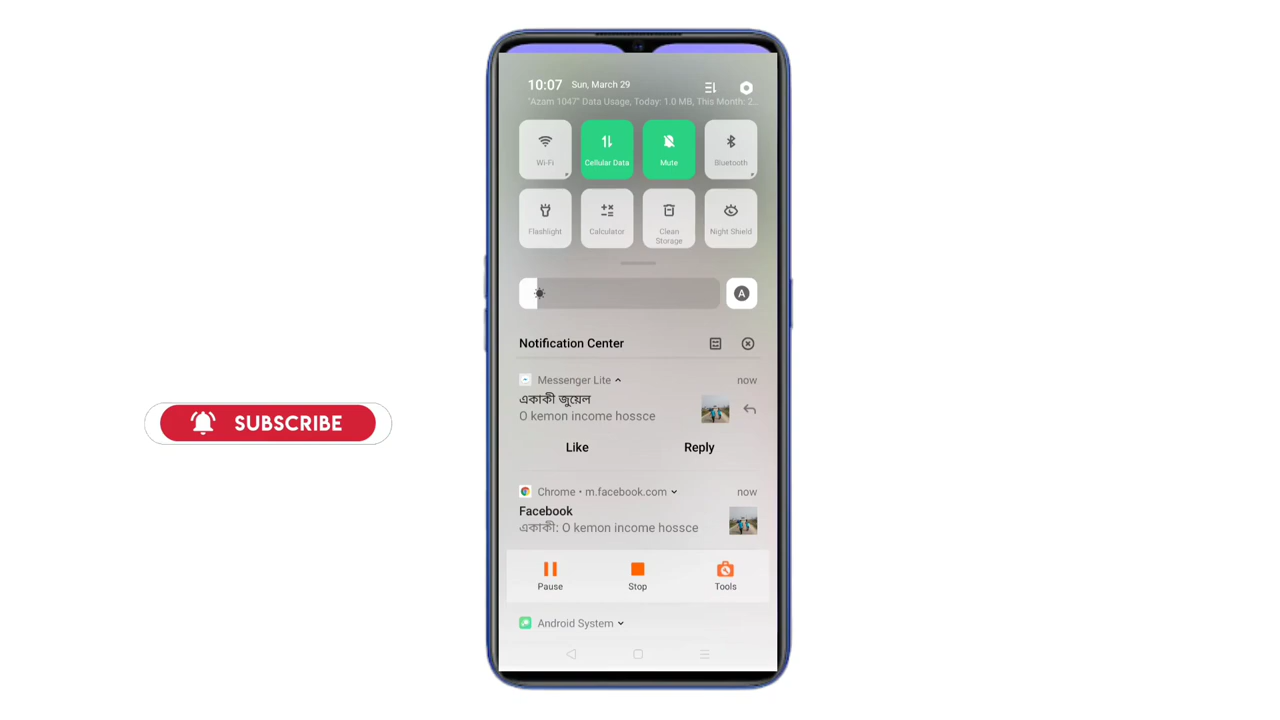 10:07 Sun, March 29
"Azam 1047" Data Usage, Today: 1.0 MB, This Month: 2...
Wi-Fi
Cellular Data
Mute
Bluetooth
Flashlight
Calculator
Clean
Storage
Night Shield
A
Notification Center
Messenger Lite now
একাকী জুয়েল
O kemon income hossce
Like Reply
SUBSCRIBE
Chrome • m.facebook.com now
Facebook
একাকী: O kemon income hossce
Pause Stop Tools
Android System